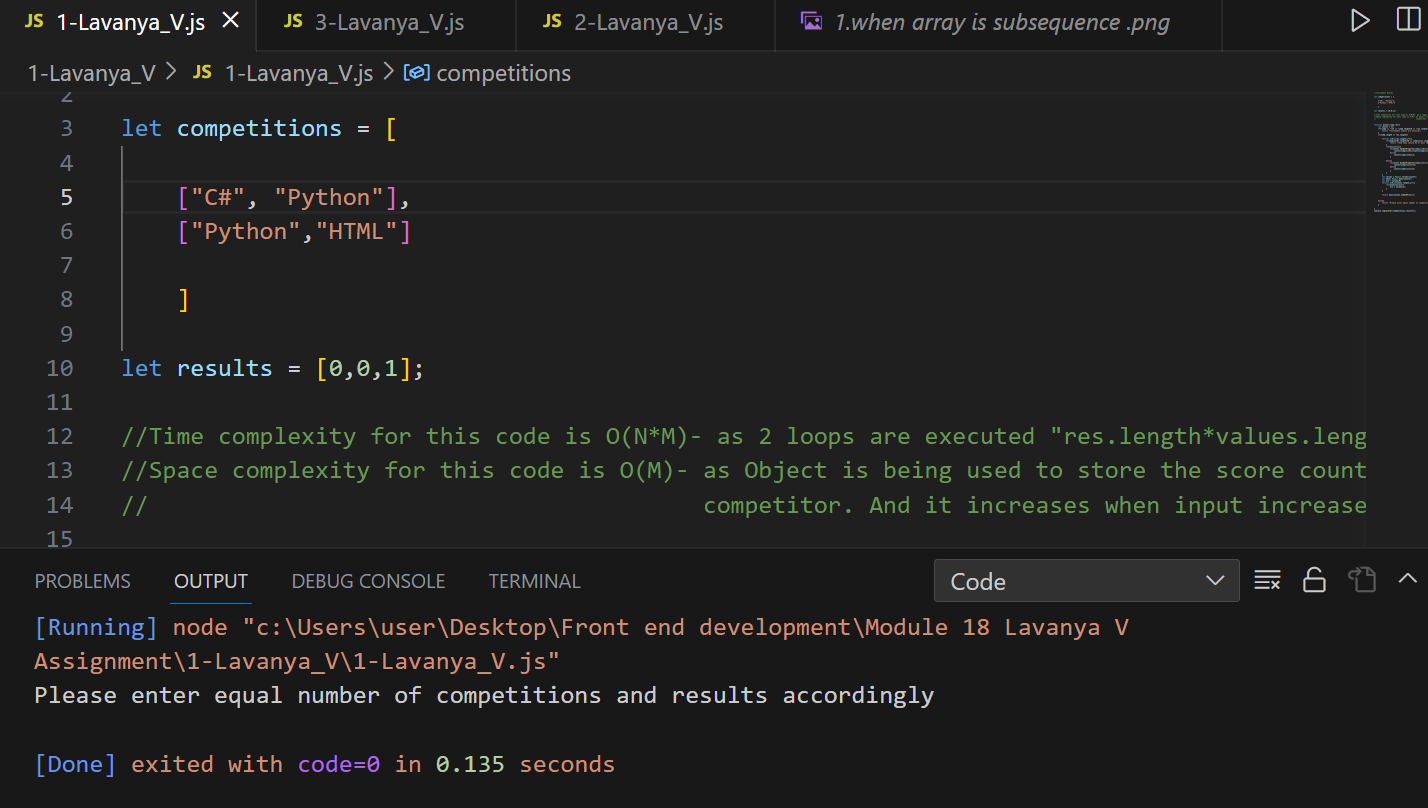 JS 1-Lavanya_V.js
JS 3-Lavanya_V.js
JS 2-Lavanya_V.js
1.when array is subsequence .png
1-Lavanya_V > JS 1-Lavanya_V.js > competitions
2
3 let competitions = [
4
5 ["C#", "Python"],
6 ["Python","HTML"]
7
8 ]
9
10 let results = [0,0,1];
11
12 //Time complexity for this code is O(N*M)- as 2 loops are executed "res.length*values.leng
13 //Space complexity for this code is O(M)- as Object is being used to store the score count
14 // competitor. And it increases when input increase
15
PROBLEMS OUTPUT DEBUG CONSOLE TERMINAL Code
[Running] node "c:\Users\user\Desktop\Front end development\Module 18 Lavanya V
Assignment\1-Lavanya_V\1-Lavanya_V.js"
Please enter equal number of competitions and results accordingly
[Done] exited with code=0 in 0.135 seconds